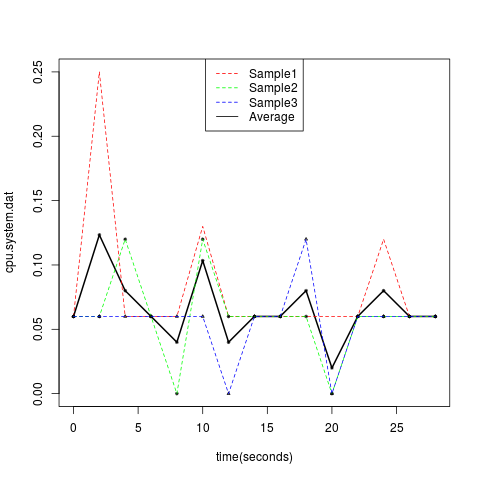 Sample1
Sample2
Sample3
Average
0.25
0.20
0.15
0.10
0.05
0.00
cpu.system.dat
0 5 10 15 20 25
time(seconds)